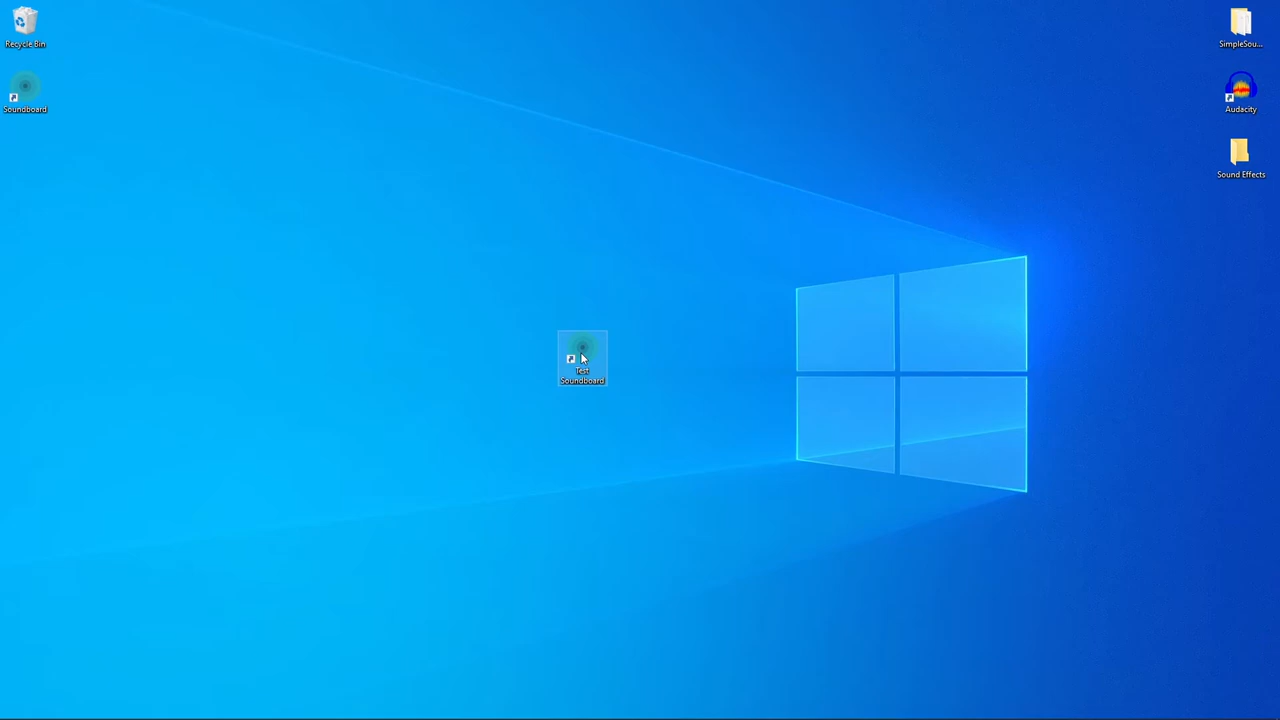 Recycle Bin
SimpleSou...
Soundboard
Audacity
Sound Effects
Test
Soundboard